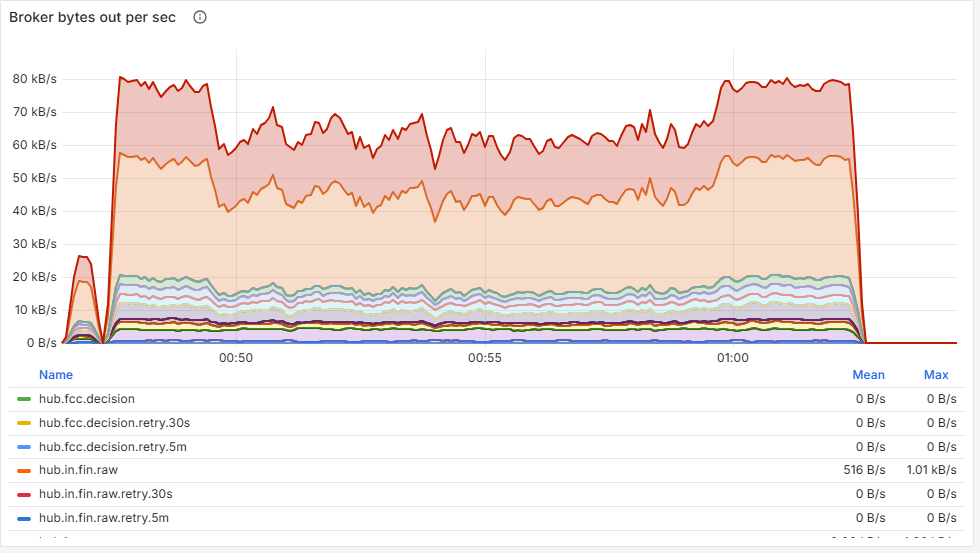 Broker bytes out per sec
80 kB/s
70 kB/s
60 kB/s
50 kB/s
40 kB/s
30 kB/s
20 kB/s
10 kB/s
0 B/s
00:50 00:55 01:00
Name Mean Max
hub.fcc.decision 0 B/s 0 B/s
hub.fcc.decision.retry.30s 0 B/s 0 B/s
hub.fcc.decision.retry.5m 0 B/s 0 B/s
hub.in.fin.raw 516 B/s 1.01 kB/s
hub.in.fin.raw.retry.30s 0 B/s 0 B/s
hub.in.fin.raw.retry.5m 0 B/s 0 B/s